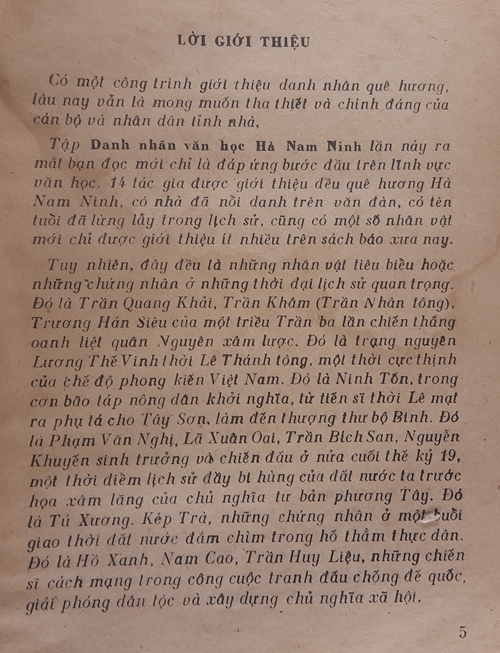 LỜI GIỚI THIỆU
Có một công trình giới thiệu danh nhân quê hương,
lâu nay vẫn là mong muốn tha thiết và chính đáng của
cán bộ và nhân dân tỉnh nhà,
Tập Danh nhân văn học Hà Nam Ninh lần này ra
mắt bạn đọc mới chỉ là đáp ứng bước đầu trên lĩnh vực
văn học. 14 tác gia được giới thiệu đều quê hương Hà
Nam Ninh, có nhà đã nổi danh trên văn đàn, có tên
tuổi đã lừng lẫy trong lịch sử, cũng có một số nhân vật
mới chỉ được giới thiệu ít nhiều trên sách báo xưa nay.
Tuy nhiên, đây đều là những nhân vật tiêu biểu hoặc
những chứng nhân ở những thời đại lịch sử quan trọng.
Đó là Trần Quang Khải, Trần Khâm (Trần Nhân tông),
Trương Hán Siêu của một triều Trần ba lần chiến thắng
oanh liệt quân Nguyên xâm lược. Đó là trạng nguyên
Lương Thế Vinh thời Lê Thánh tông, một thời cực thịnh
của chế độ phong kiến Việt Nam. Đó là Ninh Tốn, trong
cơn bão táp nông dân khởi nghĩa, từ tiến sĩ thời Lê mạt
ra phụ tá cho Tây Sơn, làm đến thượng thư bộ Binh. Đó
là Phạm Văn Nghị, Lã Xuân Oai, Trần Bích San, Nguyễn
Khuyến sinh trưởng và chiến đấu ở nửa cuối thế kỷ 19,
một thời điểm lịch sử đầy bi hùng của đất nước ta trước
họa xâm lăng của chủ nghĩa tư bản phương Tây. Đó
là Tú Xương. Kép Trà, những chứng nhân ở một buổi
giao thời đất nước đắm chìm trong hố thẳm thực dân.
Đó là Hồ Xanh, Nam Cao, Trần Huy Liệu, những chiến
sĩ cách mạng trong công cuộc tranh đấu chống đế quốc,
giải phóng dân tộc và xây dựng chủ nghĩa xã hội.
5